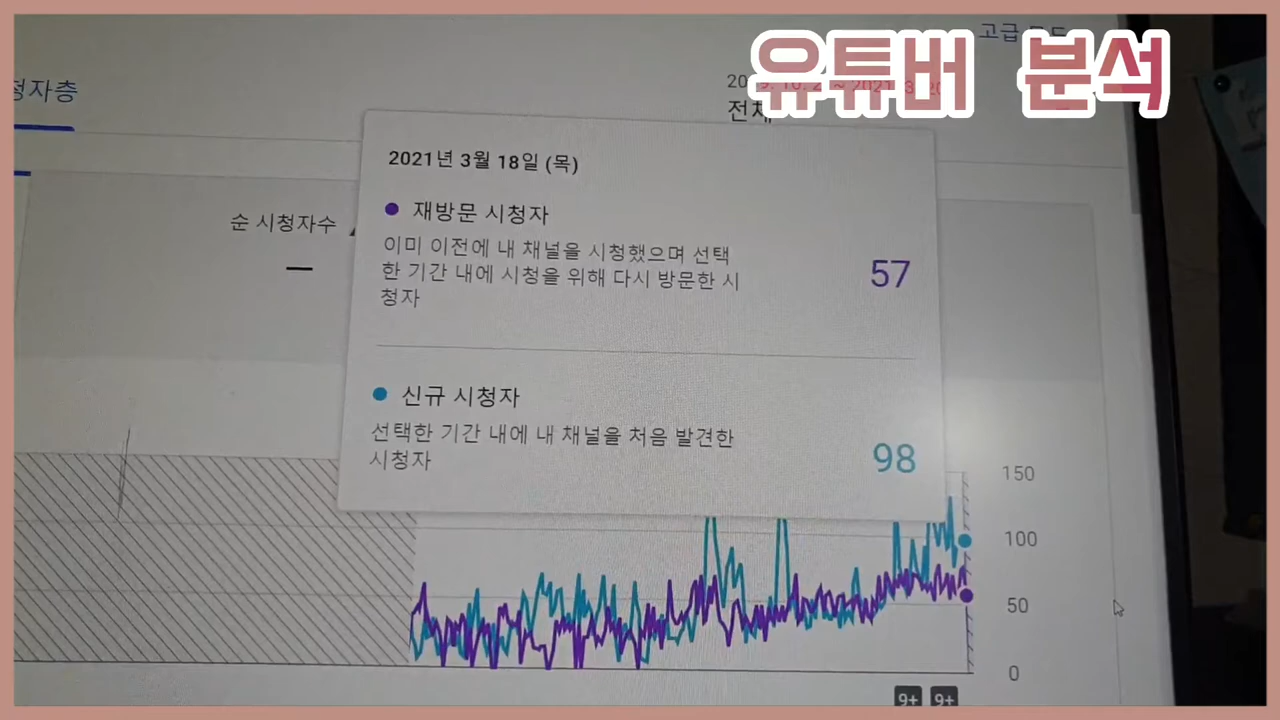 유튜버 분석
고급 모드
청자층
전체
2021년 3월 18일 (목)
재방문 시청자
이미 이전에 내 채널을 시청했으며 선택
한 기간 내에 시청을 위해 다시 방문한 시
청자
57
순 시청자수
—
신규 시청자
선택한 기간 내에 내 채널을 처음 발견한
시청자
98
150
100
50
0
9+ 9+